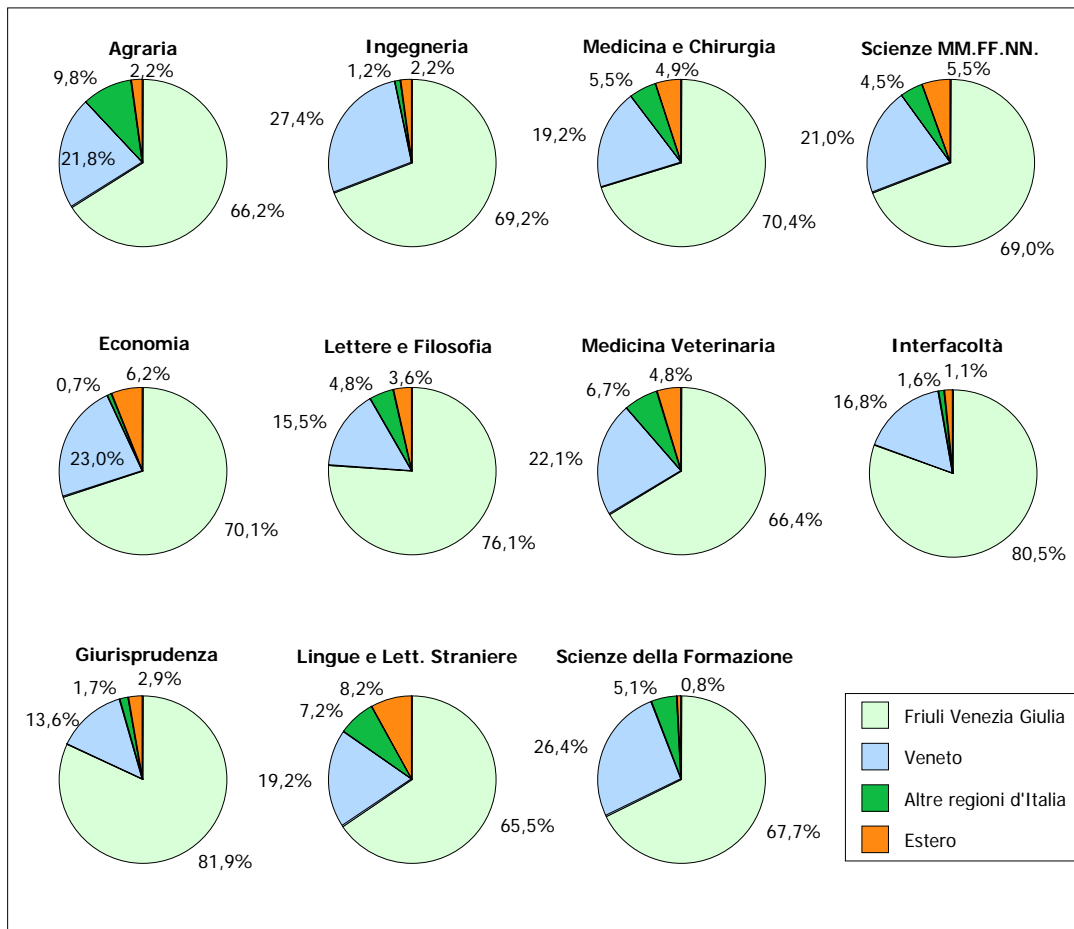 Agraria
9,8%
2,2%
21,8%
66,2%
Ingegneria
1,2%
2,2%
27,4%
69,2%
Medicina e Chirurgia
5,5%
4,9%
19,2%
70,4%
Scienze MM.FF.NN.
4,5%
5,5%
21,0%
69,0%
Economia
0,7%
6,2%
23,0%
70,1%
Lettere e Filosofia
4,8%
3,6%
15,5%
76,1%
Medicina Veterinaria
6,7%
4,8%
22,1%
66,4%
Interfacoltà
1,6%
1,1%
16,8%
80,5%
Giurisprudenza
1,7%
2,9%
13,6%
81,9%
Lingue e Lett. Straniere
7,2%
8,2%
19,2%
65,5%
Scienze della Formazione
5,1%
0,8%
26,4%
67,7%
Friuli Venezia Giulia
Veneto
Altre regioni d'Italia
Estero